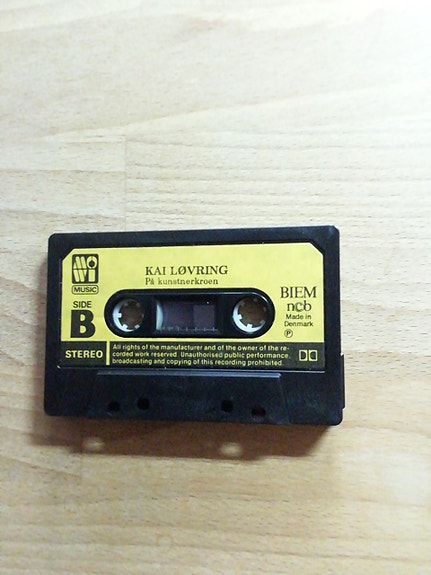 MOWI
MUSIC
KAI LØVRING
På kunstnerkroen
SIDE
B
STEREO
BIEM
ncb
Made in
Denmark
℗
All rights of the manufacturer and of the owner of the re-
corded work reserved. Unauthorised public performance,
broadcasting and copying of this recording prohibited.